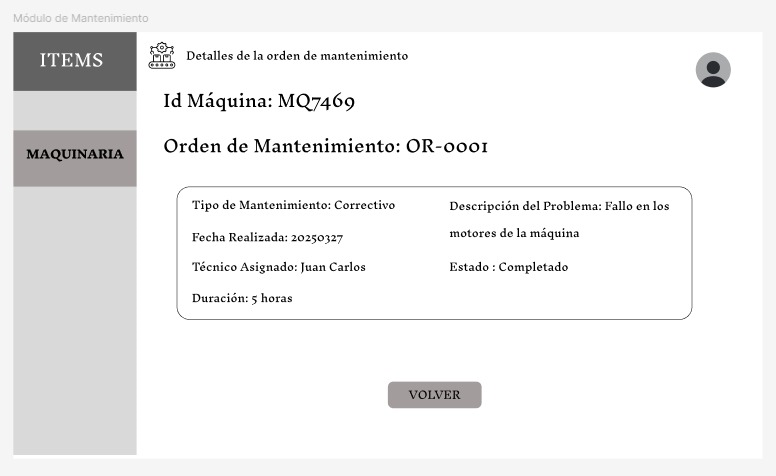 Módulo de Mantenimiento
ITEMS
Detalles de la orden de mantenimiento
Id Máquina: MQ7469
MAQUINARIA
Orden de Mantenimiento: OR-0001
Tipo de Mantenimiento: Correctivo
Fecha Realizada: 20250327
Técnico Asignado: Juan Carlos
Duración: 5 horas
Descripción del Problema: Fallo en los
motores de la máquina
Estado : Completado
VOLVER